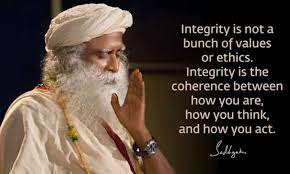 Integrity is not a
bunch of values
or ethics.
Integrity is the
coherence between
how you are,
how you think,
and how you act.
Sadhguru